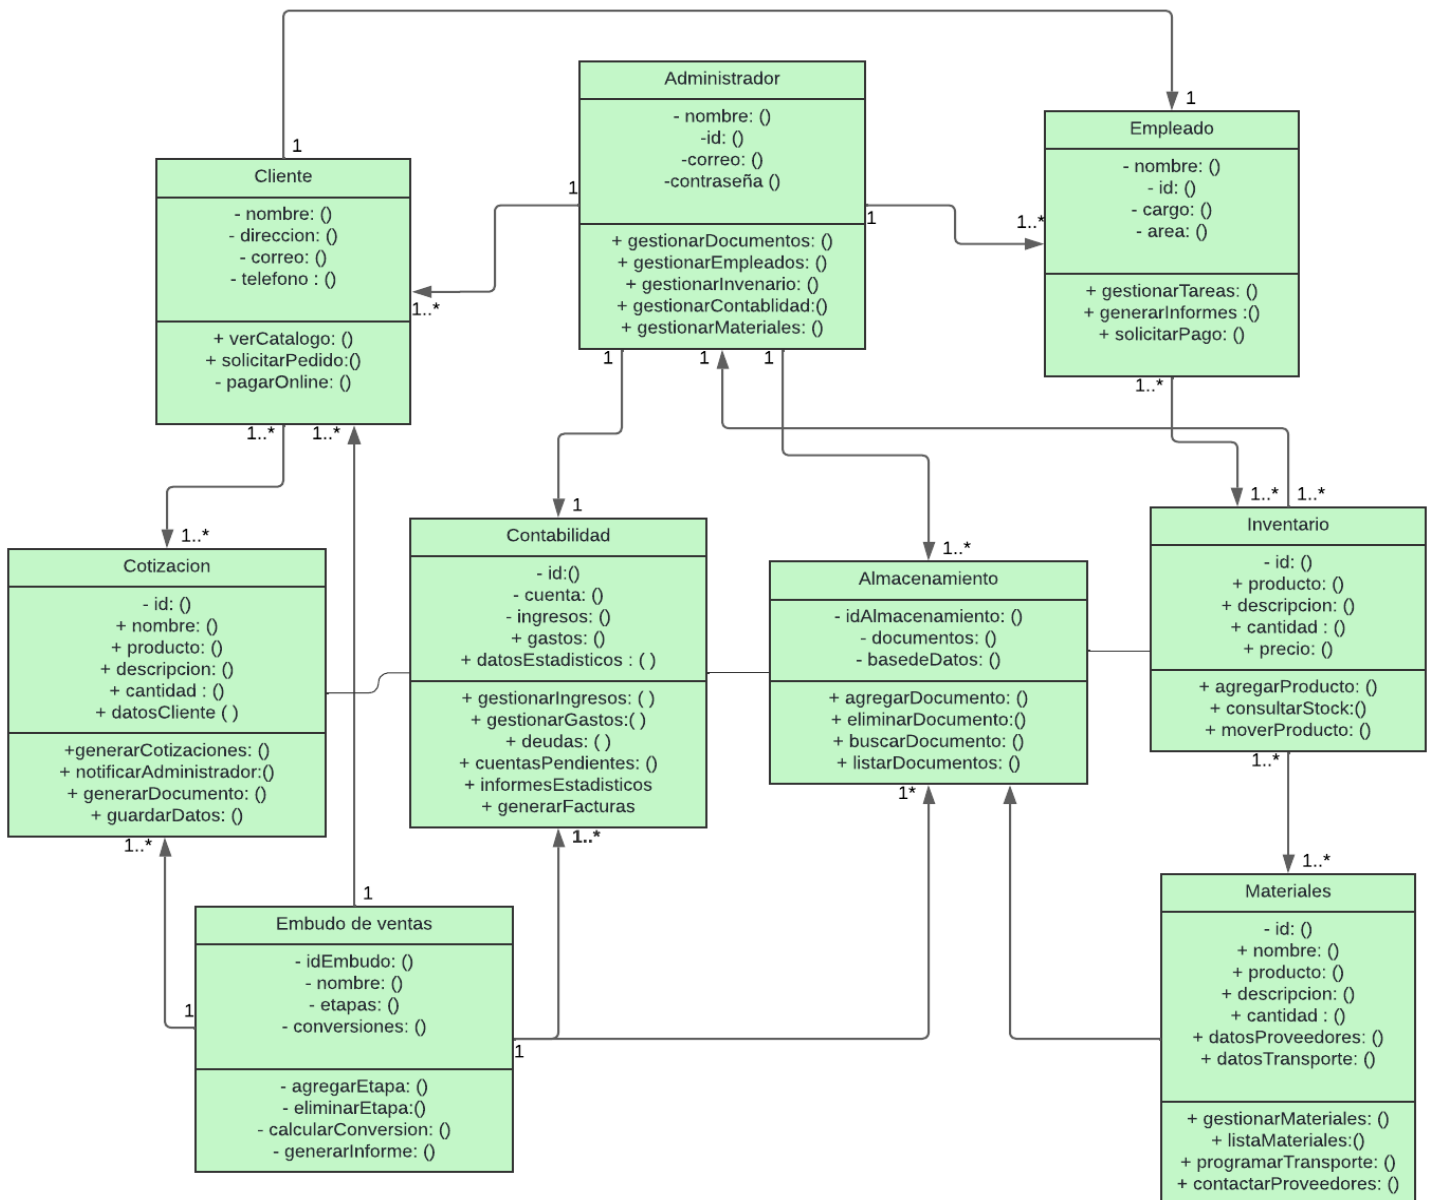 Administrador
- nombre: ()
-id: ()
-correo: ()
-contraseña ()
+ gestionarDocumentos: ()
+ gestionarEmpleados: ()
+ gestionarInvenario: ()
+ gestionarContablidad:()
+ gestionarMateriales: ()
1
1
1
1
1
Empleado
- nombre: ()
- id: ()
- cargo: ()
- area: ()
+ gestionarTareas: ()
+ generarInformes :()
+ solicitarPago: ()
1
1..*
1..*
Cliente
- nombre: ()
- direccion: ()
- correo: ()
- telefono : ()
+ verCatalogo: ()
+ solicitarPedido:()
- pagarOnline: ()
1
1..*
1..*
1..*
Cotizacion
- id: ()
+ nombre: ()
+ producto: ()
+ descripcion: ()
+ cantidad : ()
+ datosCliente ( )
+generarCotizaciones: ()
+ notificarAdministrador:()
+ generarDocumento: ()
+ guardarDatos: ()
1..*
1..*
Contabilidad
- id:()
- cuenta: ()
- ingresos: ()
+ gastos: ()
+ datosEstadisticos : ( )
+ gestionarIngresos: ( )
+ gestionarGastos:( )
+ deudas: ( )
+ cuentasPendientes: ()
+ informesEstadisticos
+ generarFacturas
1
1..*
Almacenamiento
- idAlmacenamiento: ()
- documentos: ()
- basedeDatos: ()
+ agregarDocumento: ()
+ eliminarDocumento:()
+ buscarDocumento: ()
+ listarDocumentos: ()
1..*
1*
Inventario
- id: ()
+ producto: ()
+ descripcion: ()
+ cantidad : ()
+ precio: ()
+ agregarProducto: ()
+ consultarStock:()
+ moverProducto: ()
1..*
1..*
1..*
Embudo de ventas
- idEmbudo: ()
- nombre: ()
- etapas: ()
- conversiones: ()
- agregarEtapa: ()
- eliminarEtapa:()
- calcularConversion: ()
- generarInforme: ()
1
1
1
Materiales
- id: ()
+ nombre: ()
+ producto: ()
+ descripcion: ()
+ cantidad : ()
+ datosProveedores: ()
+ datosTransporte: ()
+ gestionarMateriales: ()
+ listaMateriales:()
+ programarTransporte: ()
+ contactarProveedores: ()
1..*